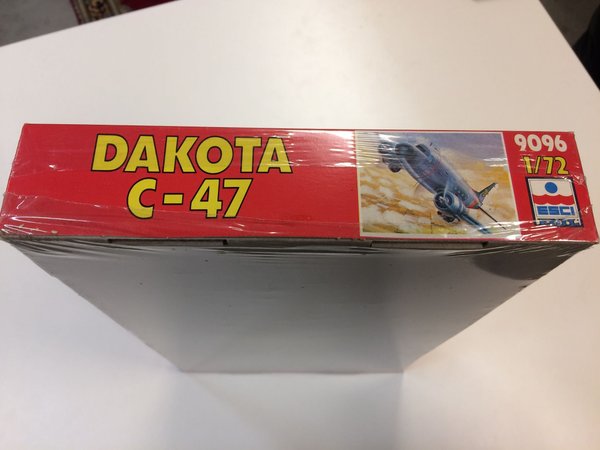 DAKOTA
C-47
9096
1/72
ESCI